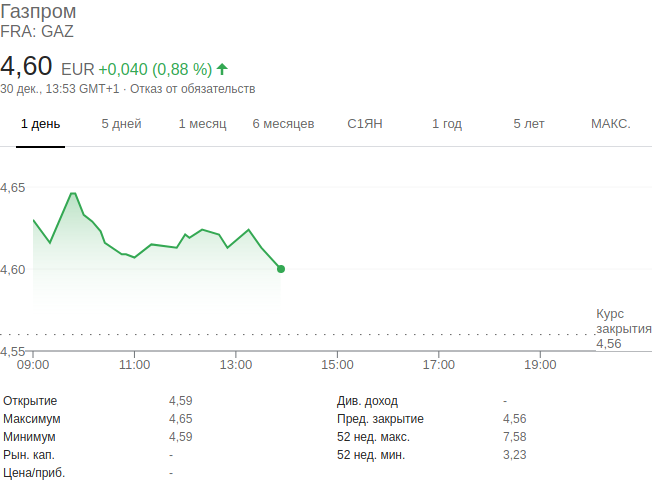 Газпром
FRA: GAZ
4,60 EUR +0,040 (0,88 %)
30 дек., 13:53 GMT+1 · Отказ от обязательств
1 день 5 дней 1 месяц 6 месяцев С1ЯН 1 год 5 лет МАКС.
4,65
4,60
Курс
закрытия
4,56
4,55
09:00 11:00 13:00 15:00 17:00 19:00
Открытие 4,59 Див. доход -
Максимум 4,65 Пред. закрытие 4,56
Минимум 4,59 52 нед. макс. 7,58
Рын. кап. - 52 нед. мин. 3,23
Цена/приб. -